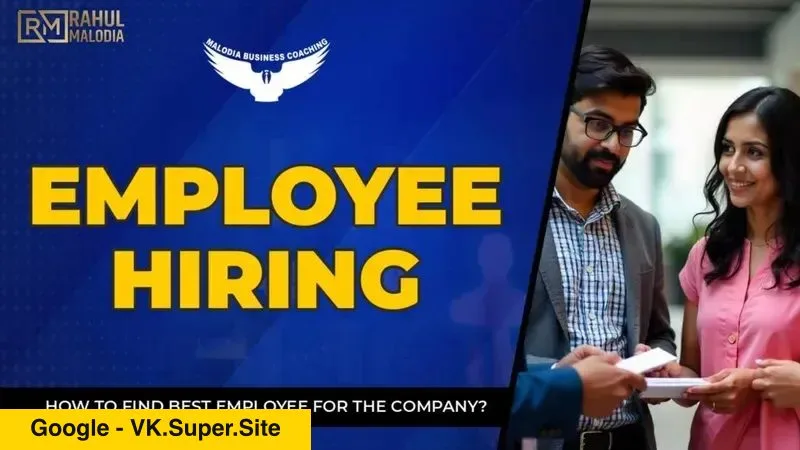 RM RAHUL
MALODIA
MALODIA BUSINESS COACHING
EMPLOYEE
HIRING
HOW TO FIND BEST EMPLOYEE FOR THE COMPANY?
Google - VK.Super.Site